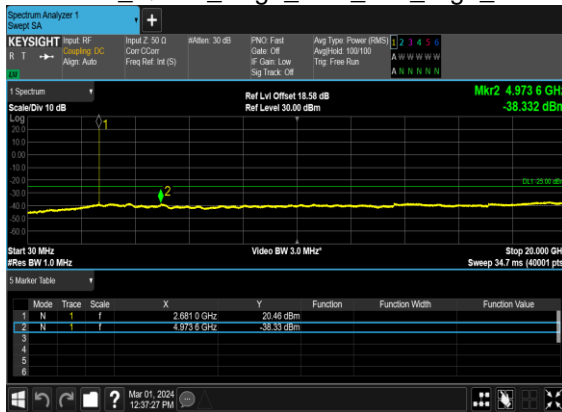 Spectrum Analyzer 1
Swept SA
+
KEYSIGHT Input: RF Input Z: 50 Ω #Atten: 30 dB PNO: Fast Avg Type: Power (RMS) 1 2 3 4 5 6
R T Coupling: DC Corr CCorr Gate: Off Avg|Hold: 100/100 A W W W W W
Align: Auto Freq Ref: Int (S) IF Gain: Low Trig: Free Run
Sig Track: Off A N N N N N
1 Spectrum Ref Lvl Offset 18.58 dB Mkr2 4.973 6 GHz
Scale/Div 10 dB Ref Level 30.00 dBm -38.332 dBm
Log
20.0
10.0
0.00
-10.0
-20.0
-30.0
-40.0
-50.0
-60.0
1
2
DL1 -25.00 dBm
Start 30 MHz Video BW 3.0 MHz* Stop 20.000 GH
#Res BW 1.0 MHz Sweep 34.7 ms (40001 pts
5 Marker Table
Mode Trace Scale X Y Function Function Width Function Value
1 N 1 f 2.681 0 GHz 20.46 dBm
2 N 1 f 4.973 6 GHz -38.33 dBm
3
4
5
6
? Mar 01, 2024
12:37:27 PM